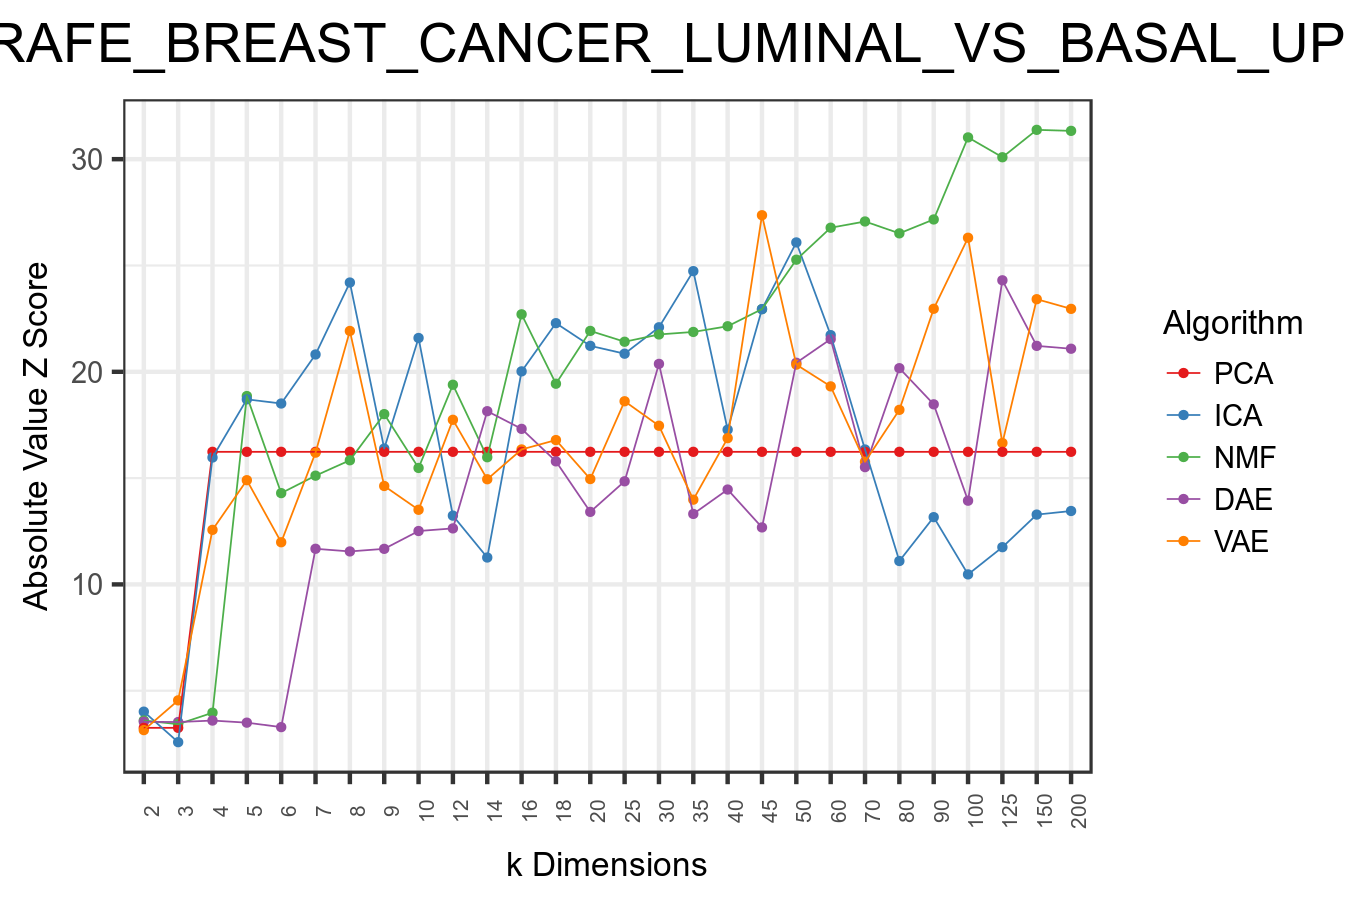 RAFE_BREAST_CANCER_LUMINAL_VS_BASAL_UP
Absolute Value Z Score
30
20
10
2 3 4 5 6 7 8 9 10 12 14 16 18 20 25 30 35 40 45 50 60 70 80 90 100 125 150 200
k Dimensions
Algorithm
PCA
ICA
NMF
DAE
VAE